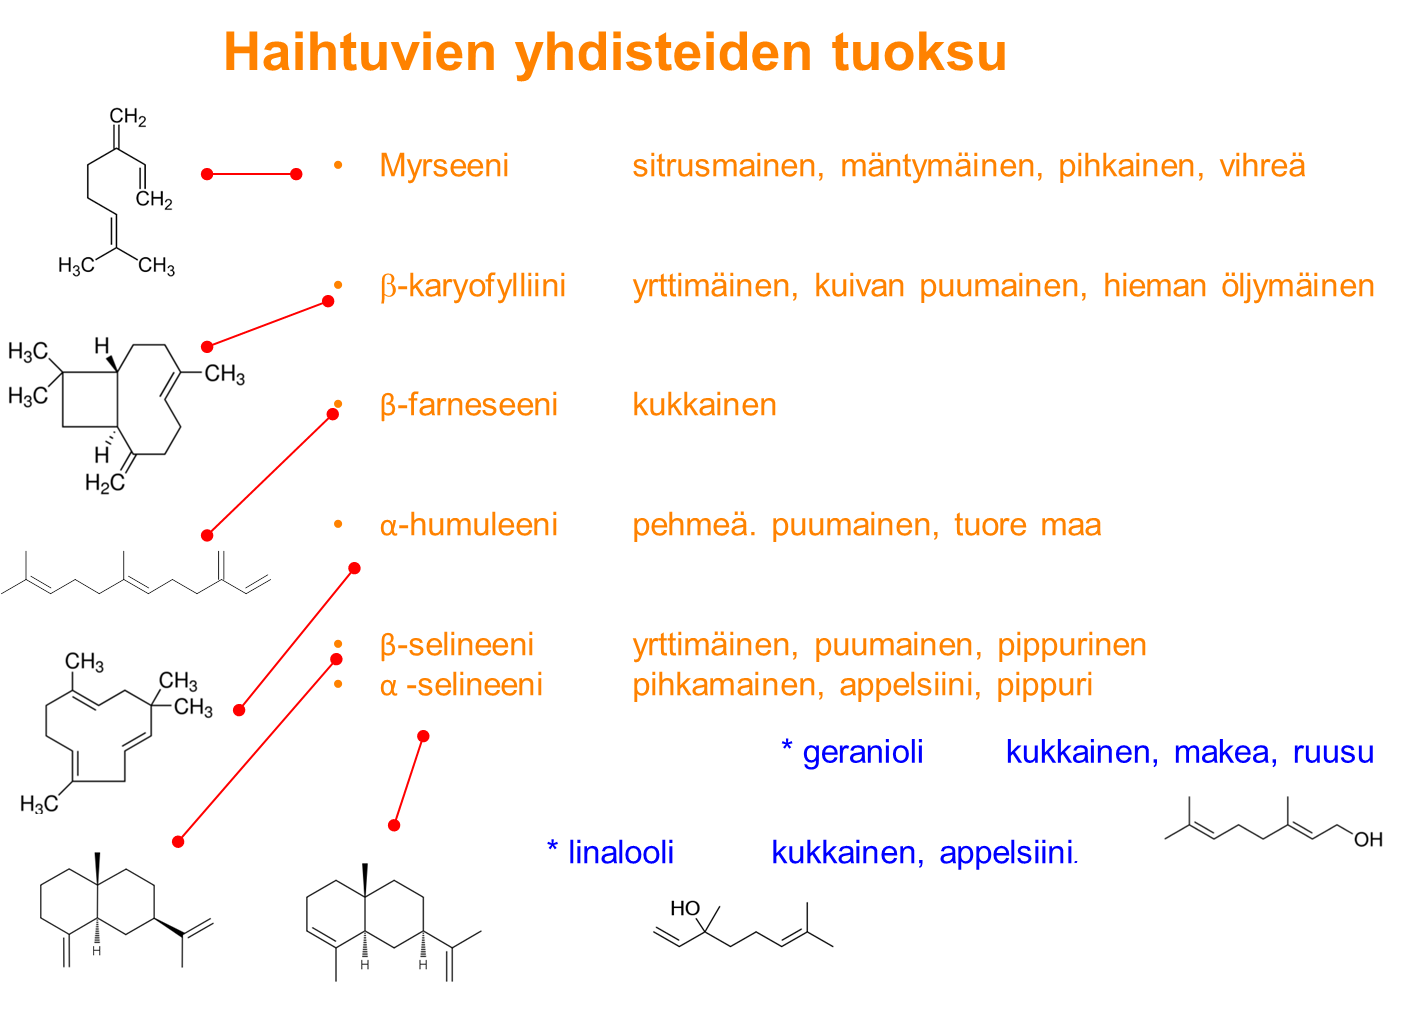 Haihtuvien yhdisteiden tuoksu
CH2
CH2
H3C CH3
• Myrseeni sitrusmainen, mäntymäinen, pihkainen, vihreä
• β-karyofylliini yrttimäinen, kuivan puumainen, hieman öljymäinen
H3C H
H3C CH3
H
H2C
• β-farneseeni kukkainen
• α-humuleeni pehmeä. puumainen, tuore maa
• β-selineeni yrttimäinen, puumainen, pippurinen
• α -selineeni pihkamainen, appelsiini, pippuri
CH3
CH3
CH3
H3C
* geranioli kukkainen, makea, ruusu
OH
* linalooli kukkainen, appelsiini.
HO
H
H H